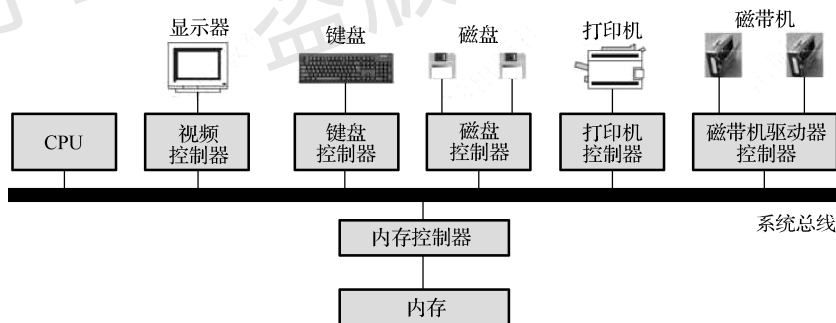 显示器
键盘
磁盘
打印机
磁带机
CPU
视频
控制器
键盘
控制器
磁盘
控制器
打印机
控制器
磁带机驱动器
控制器
系统总线
内存控制器
内存